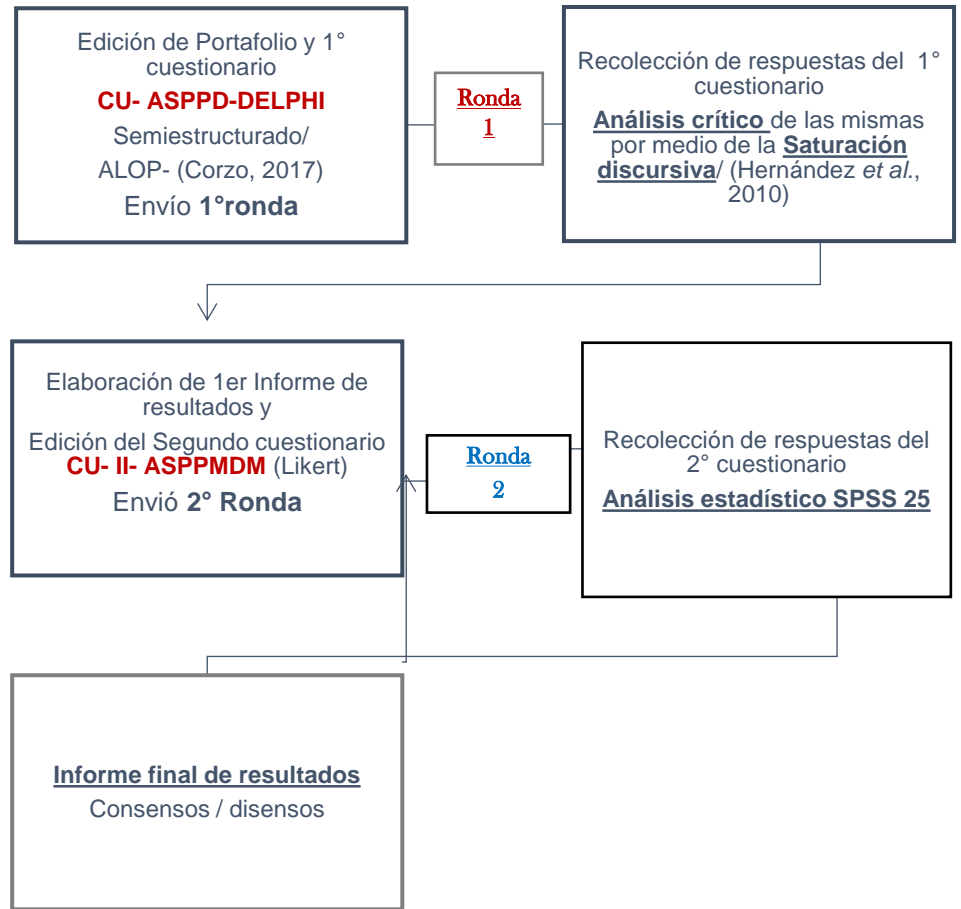 Edición de Portafolio y 1°
cuestionario
CU- ASPPD-DELPHI
Semiestructurado/
ALOP- (Corzo, 2017)
Envío 1°ronda
Ronda
1
Recolección de respuestas del 1°
cuestionario
Análisis crítico de las mismas
por medio de la Saturación
discursiva/ (Hernández et al.,
2010)
Elaboración de 1er Informe de
resultados y
Edición del Segundo cuestionario
CU- II- ASPPMDM (Likert)
Envió 2° Ronda
Ronda
2
Recolección de respuestas del
2° cuestionario
Análisis estadístico SPSS 25
Informe final de resultados
Consensos / disensos